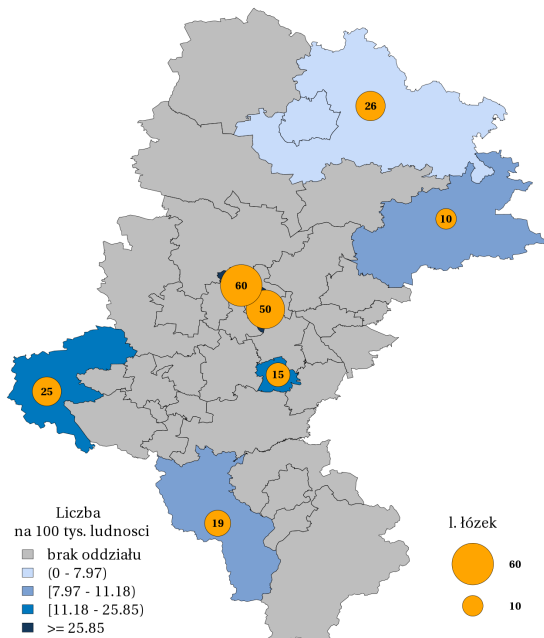 26
10
60
50
15
25
19
Liczba
na 100 tys. ludnosci
brak oddziału
(0 - 7.97)
[7.97 - 11.18)
[11.18 - 25.85)
>= 25.85
l. łózek
60
10